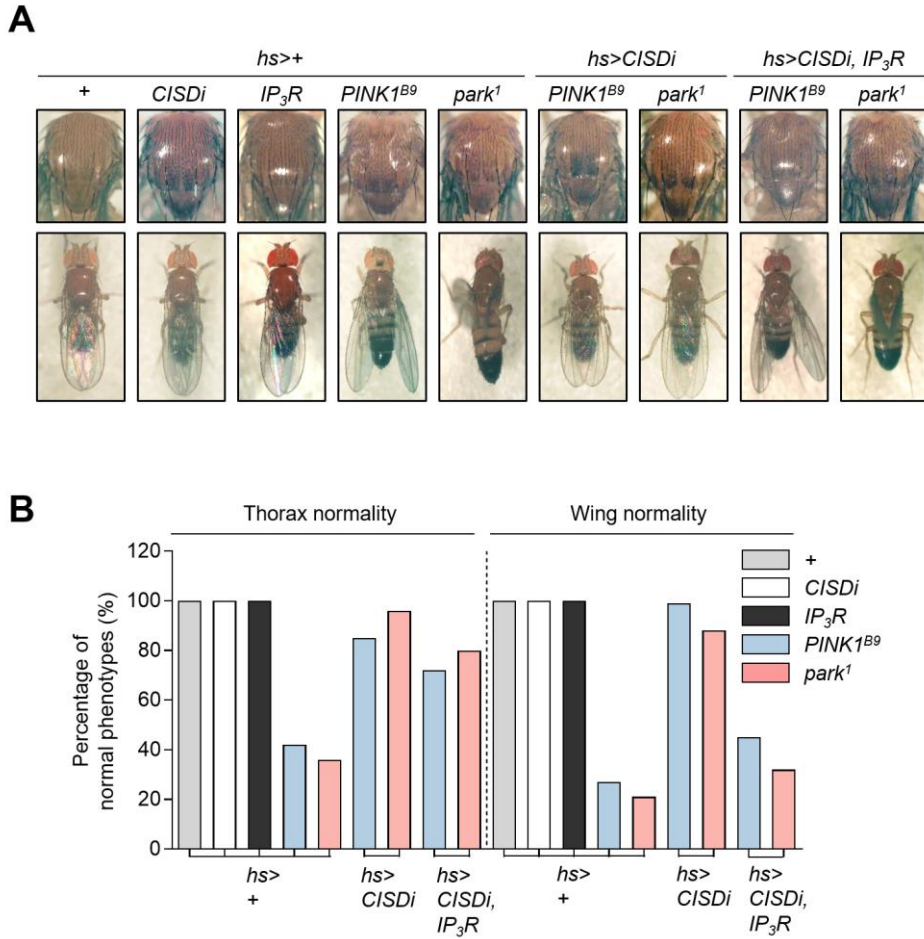 A
hs>+ hs>CISDi hs>CISDi, IP₃R
+ CISDi IP₃R PINK1ᴮ⁹ park¹ PINK1ᴮ⁹ park¹ PINK1ᴮ⁹ park¹
B
Thorax normality Wing normality
Percentage of
normal phenotypes (%)
120
100
80
60
40
20
0
+
CISDi
IP₃R
PINK1ᴮ⁹
park¹
hs> hs> hs> hs> hs> hs>
+ CISDi CISDi, + CISDi CISDi,
IP₃R IP₃R